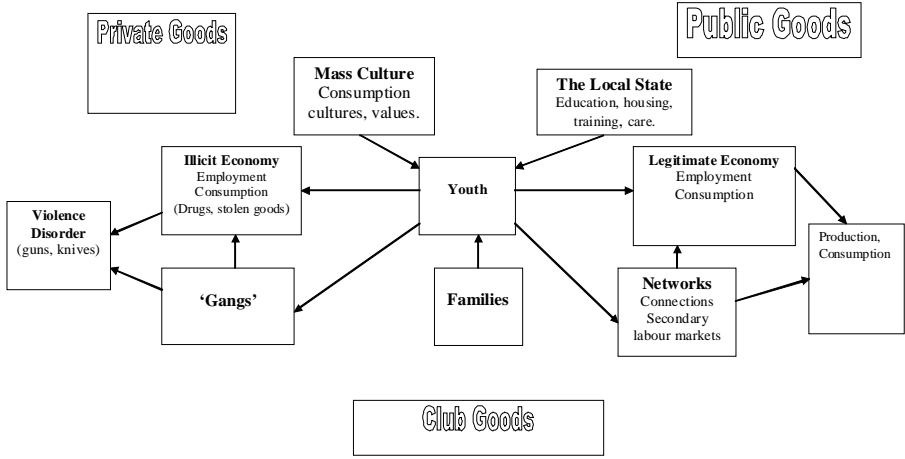 Private Goods
Public Goods
Mass Culture
Consumption
cultures, values.
The Local State
Education, housing,
training, care.
Illicit Economy
Employment
Consumption
(Drugs, stolen goods)
Youth
Legitimate Economy
Employment
Consumption
Violence
Disorder
(guns, knives)
Production,
Consumption
‘Gangs’
Families
Networks
Connections
Secondary
labour markets
Club Goods